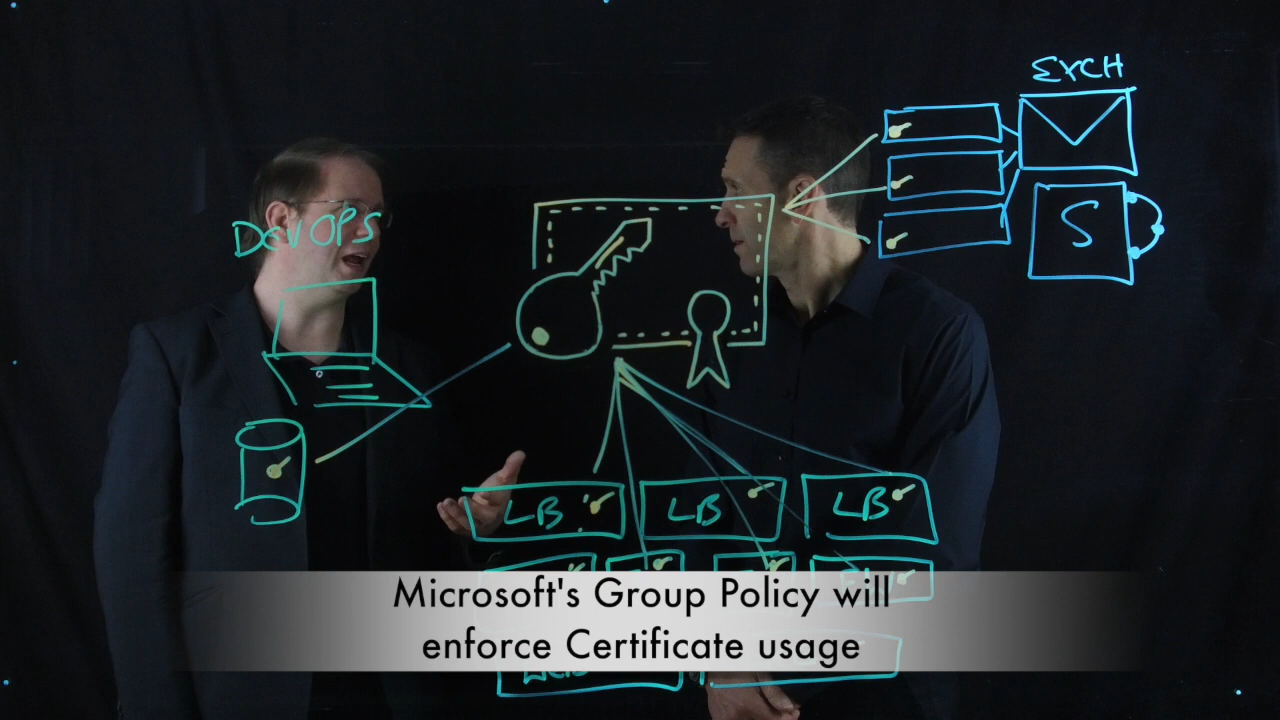 EXCH
S
DEVOPS
LB LB LB
Microsoft's Group Policy will
enforce Certificate usage